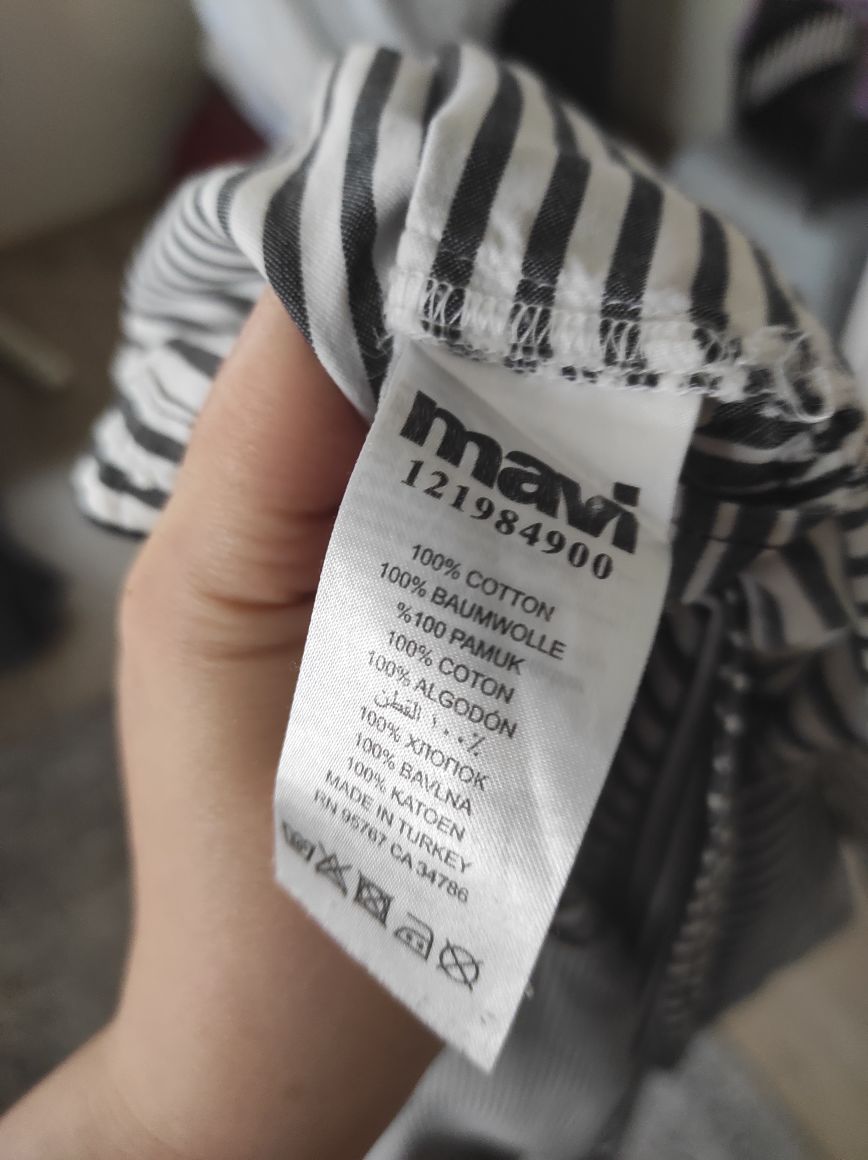 mavi
121984900
100% COTTON
100% BAUMWOLLE
%100 PAMUK
100% COTON
100% ALGODÓN
٪١٠٠ القطن
100% ХЛОПОК
100% BAVLNA
100% KATOEN
MADE IN TURKEY
RN 95767 CA 34786